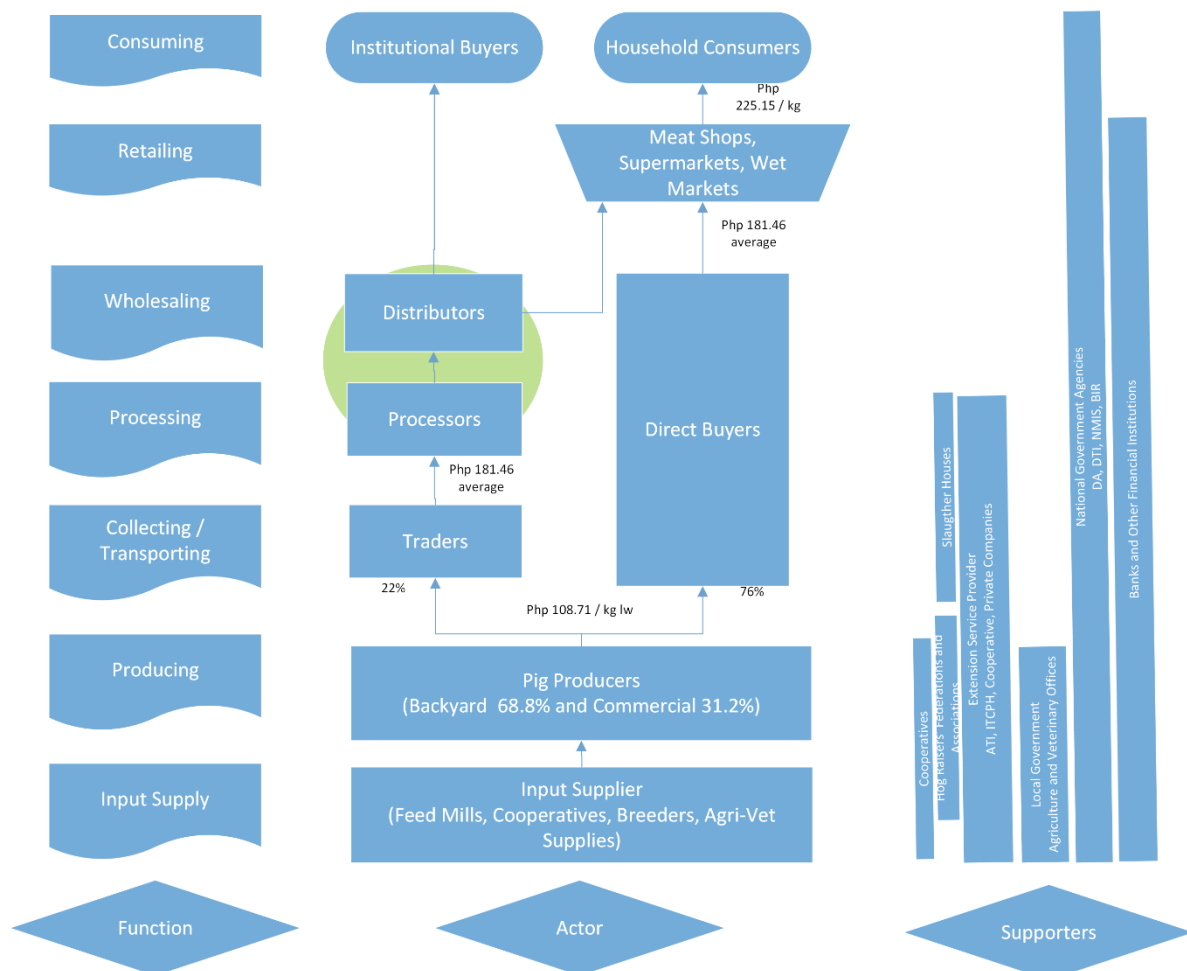 Consuming
Institutional Buyers
Household Consumers
Php
225.15 / kg
Retailing
Meat Shops,
Supermarkets, Wet
Markets
Php 181.46
average
Wholesaling
Distributors
Processing
Processors
Direct Buyers
Php 181.46
average
Collecting /
Transporting
Traders
22%
76%
Php 108.71 / kg lw
Producing
Pig Producers
(Backyard  68.8% and Commercial 31.2%)
Input Supply
Input Supplier
(Feed Mills, Cooperatives, Breeders, Agri-Vet
Supplies)
Cooperatives
Hog Raisers' Federations and
Associations
Slaugther Houses
Extension Service Provider
ATI, ITCPH, Cooperative, Private Companies
Local Government
Agriculture and Veterinary Offices
National Government Agencies
DA, DTI, NMIS, BIR
Banks and Other Financial Institutions
Function
Actor
Supporters